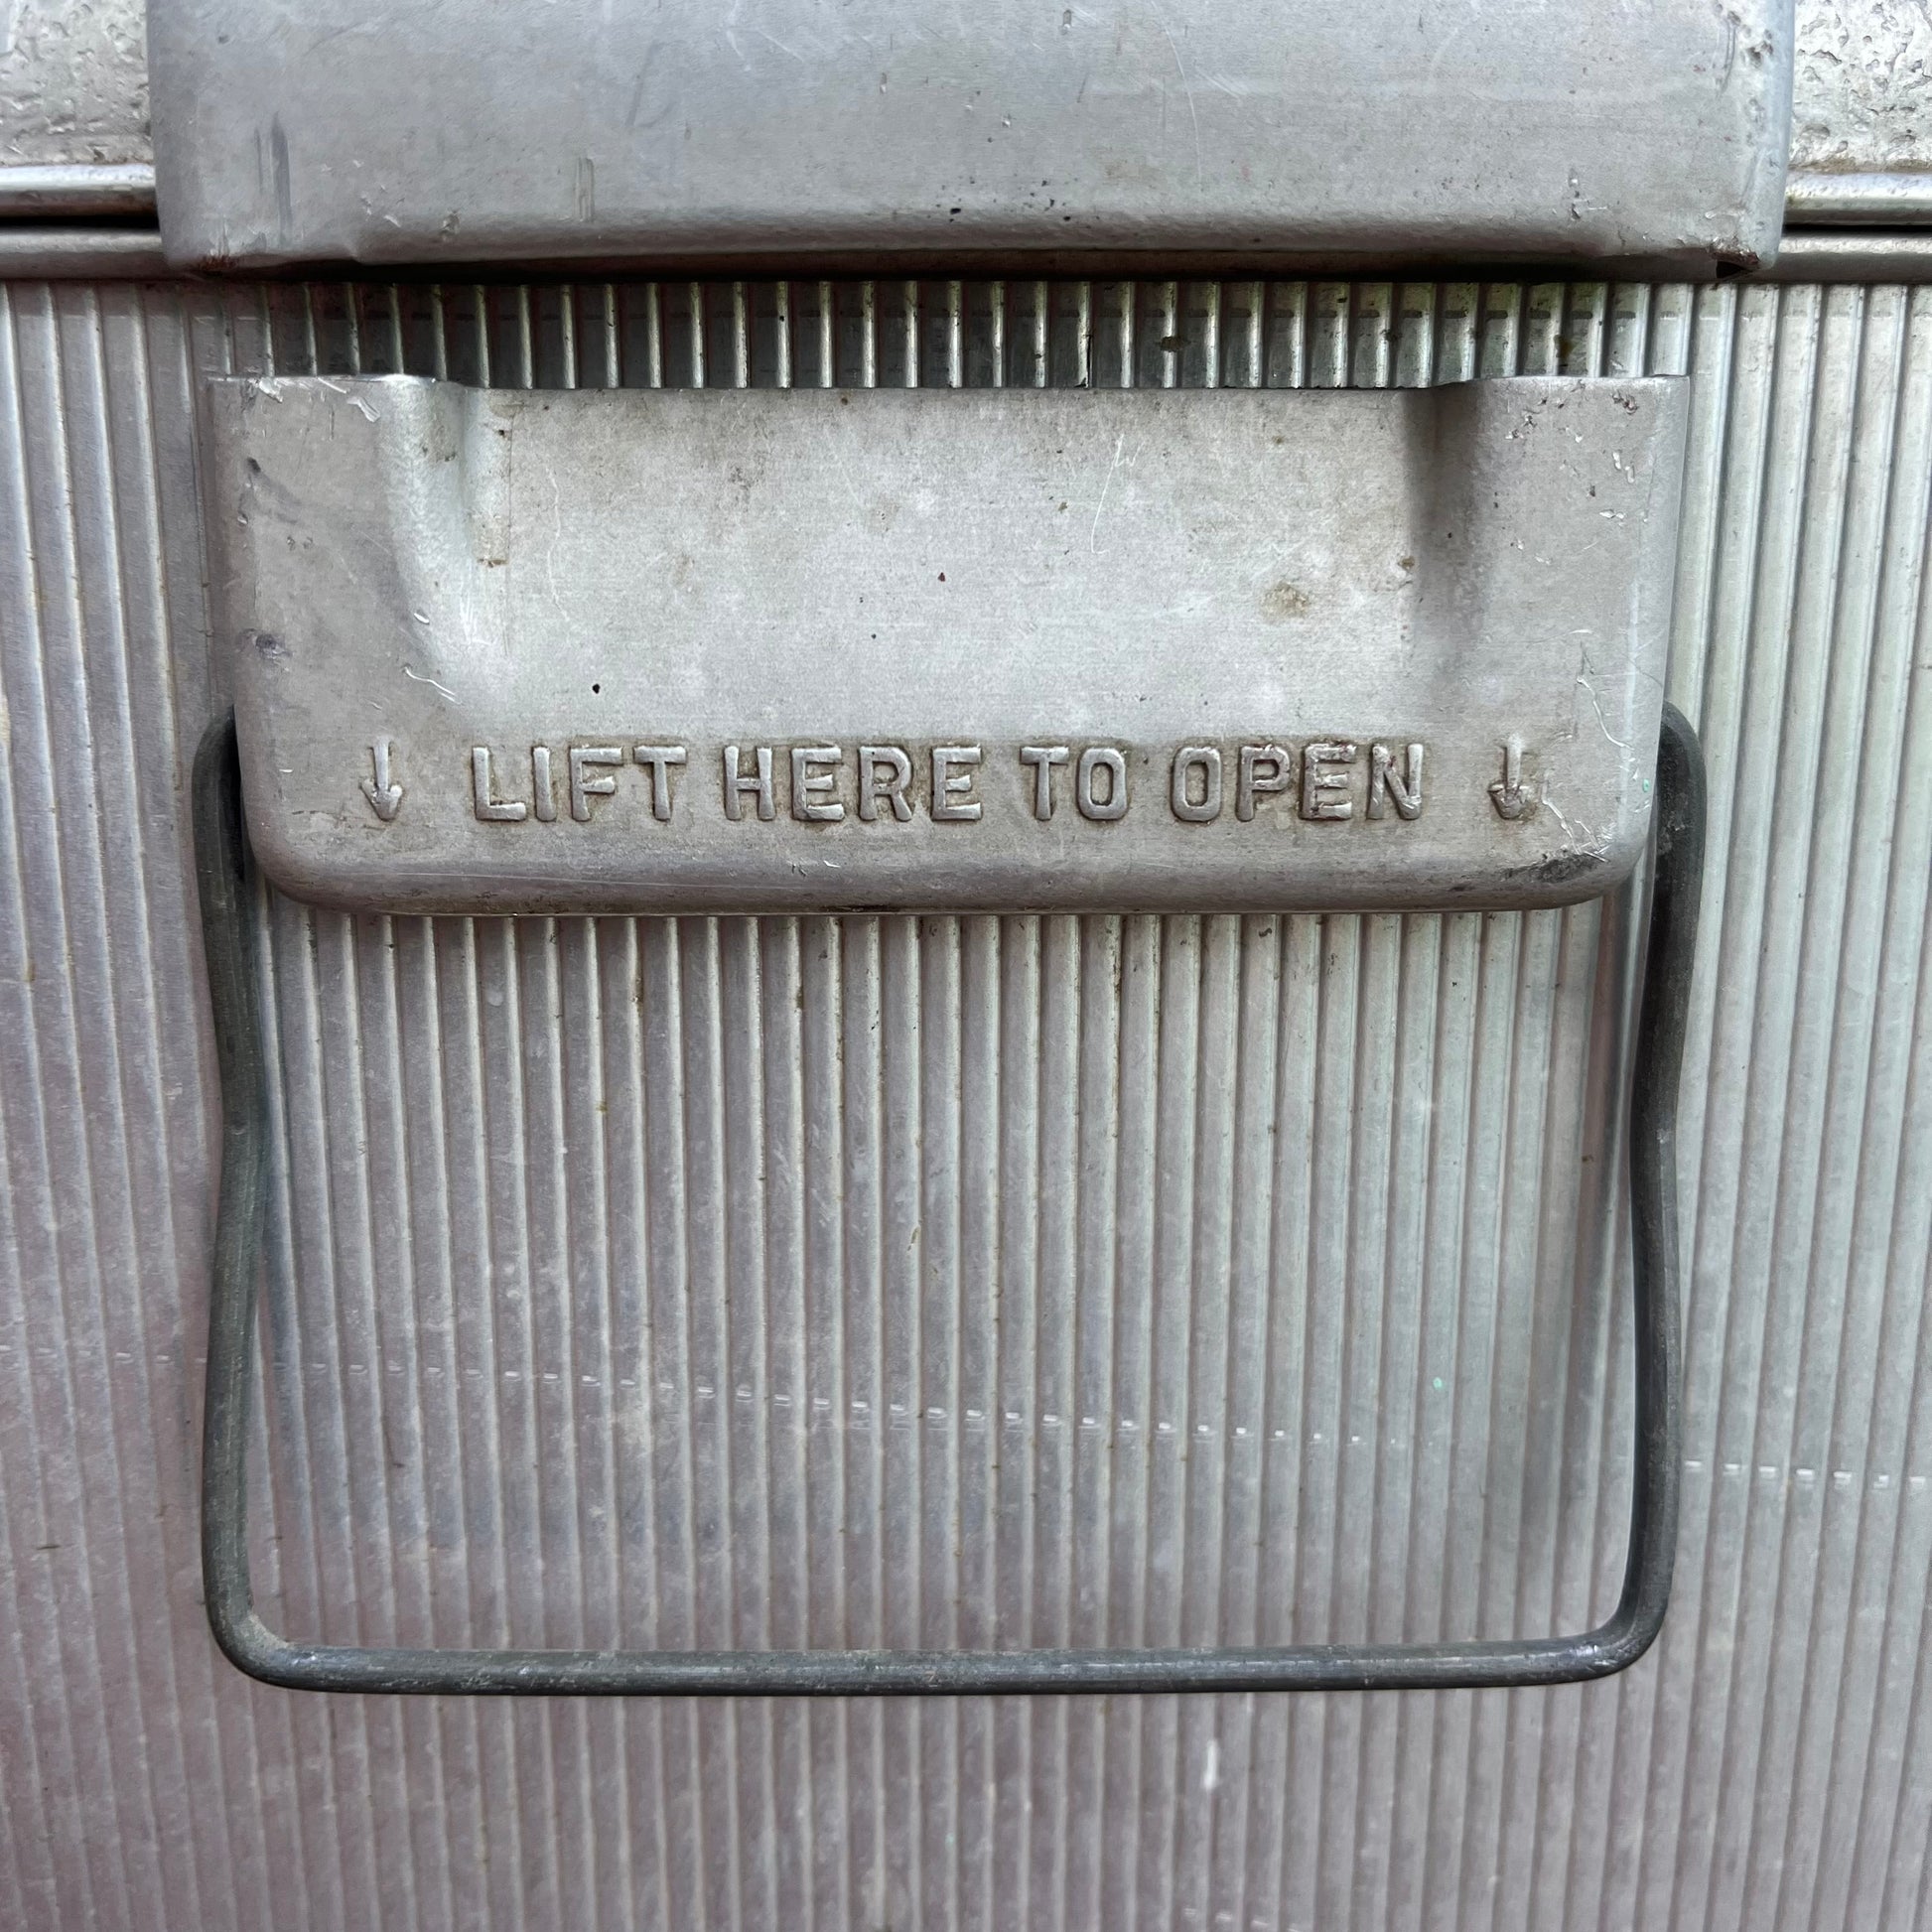 ↓ LIFT HERE TO OPEN ↓